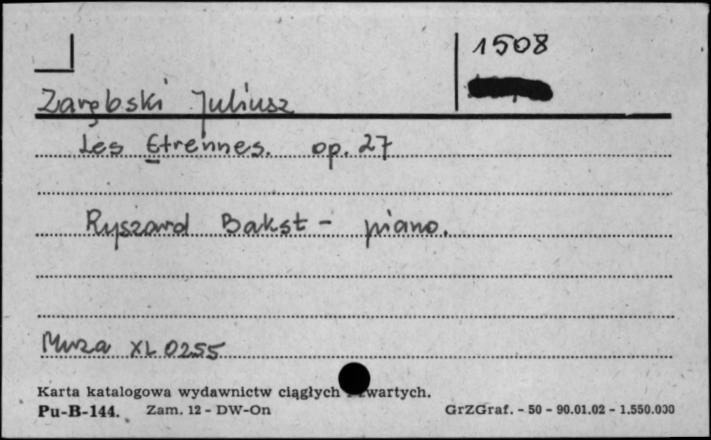 1508
Zarębski Juliusz
Les Etrennes. op. 27
Ryszard Bakst - piano.
Muza XL 0255
Karta katalogowa wydawnictw ciągłych i zwartych.
Pu-B-144. Zam. 12 - DW-On GrZGraf. - 50 - 90.01.02 - 1.550.000